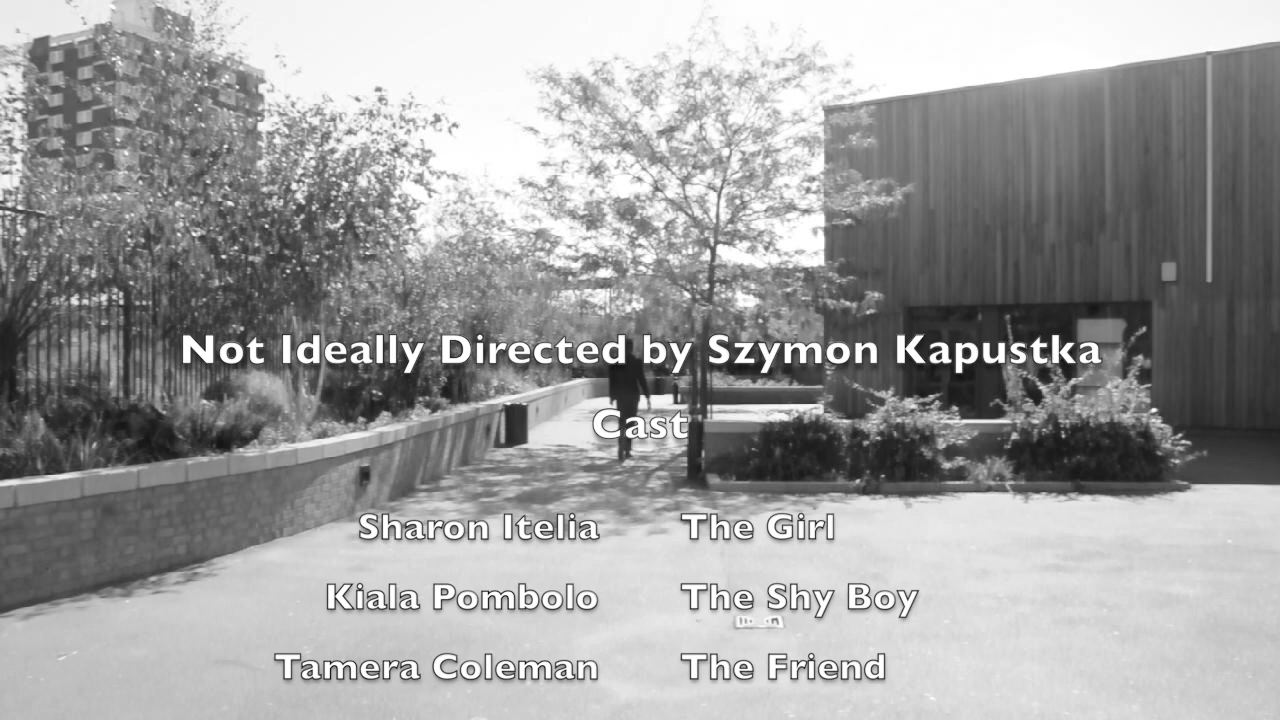 Not Ideally Directed by Szymon Kapustka
Cast
Sharon Itelia The Girl
Kiala Pombolo The Shy Boy
Tamera Coleman The Friend